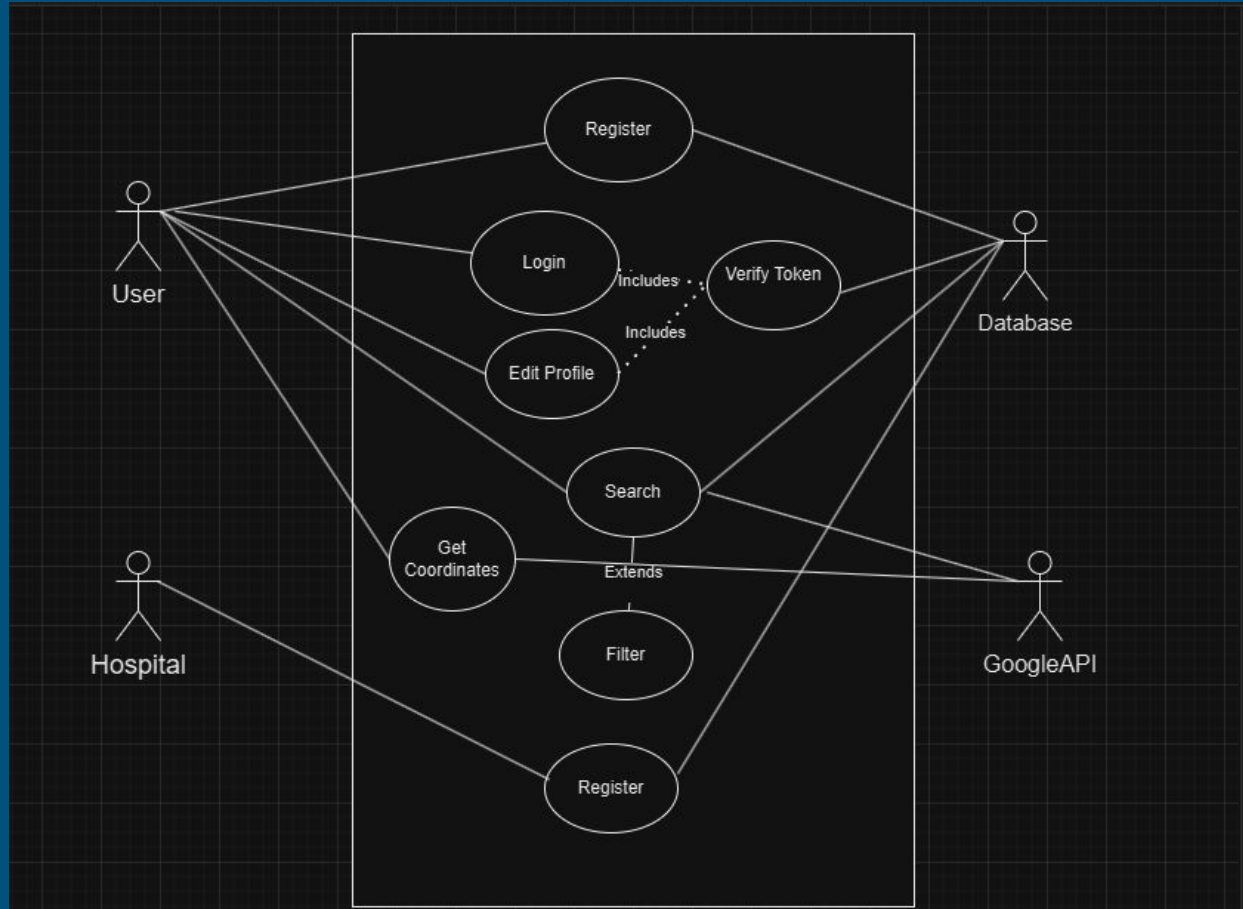 Register
Login
Includes
Verify Token
User
Database
Includes
Edit Profile
Search
Get
Coordinates
Extends
Hospital
Filter
GoogleAPI
Register